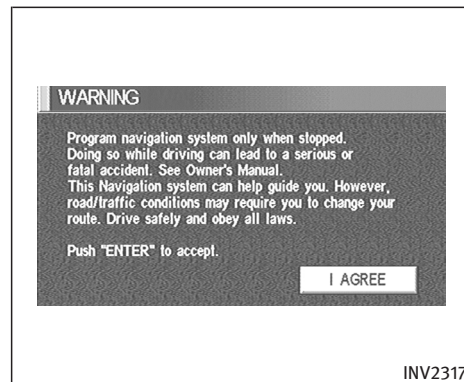 WARNING
Program navigation system only when stopped.
Doing so while driving can lead to a serious or
fatal accident. See Owner's Manual.
This Navigation system can help guide you. However,
road/traffic conditions may require you to change your
route. Drive safely and obey all laws.
Push "ENTER" to accept.
I AGREE
INV2317